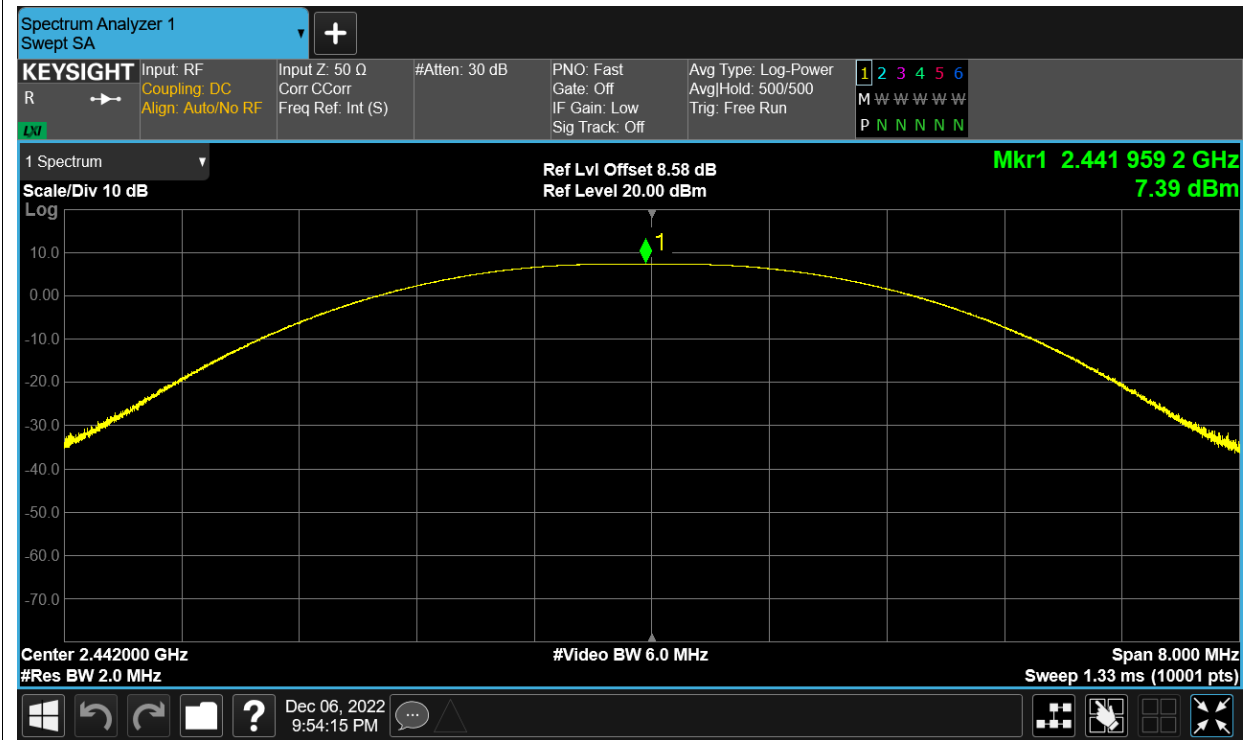 Spectrum Analyzer 1
Swept SA
KEYSIGHT
R
LXI
Input: RF
Coupling: DC
Align: Auto/No RF
Input Z: 50 Ω
Corr CCorr
Freq Ref: Int (S)
#Atten: 30 dB
PNO: Fast
Gate: Off
IF Gain: Low
Sig Track: Off
Avg Type: Log-Power
Avg|Hold: 500/500
Trig: Free Run
1 2 3 4 5 6
M W W W W W
P N N N N N
1 Spectrum
Scale/Div 10 dB
Log
Ref Lvl Offset 8.58 dB
Ref Level 20.00 dBm
Mkr1 2.441 959 2 GHz
7.39 dBm
1
10.0
0.00
-10.0
-20.0
-30.0
-40.0
-50.0
-60.0
-70.0
Center 2.442000 GHz
#Res BW 2.0 MHz
#Video BW 6.0 MHz
Span 8.000 MHz
Sweep 1.33 ms (10001 pts)
?
Dec 06, 2022
9:54:15 PM